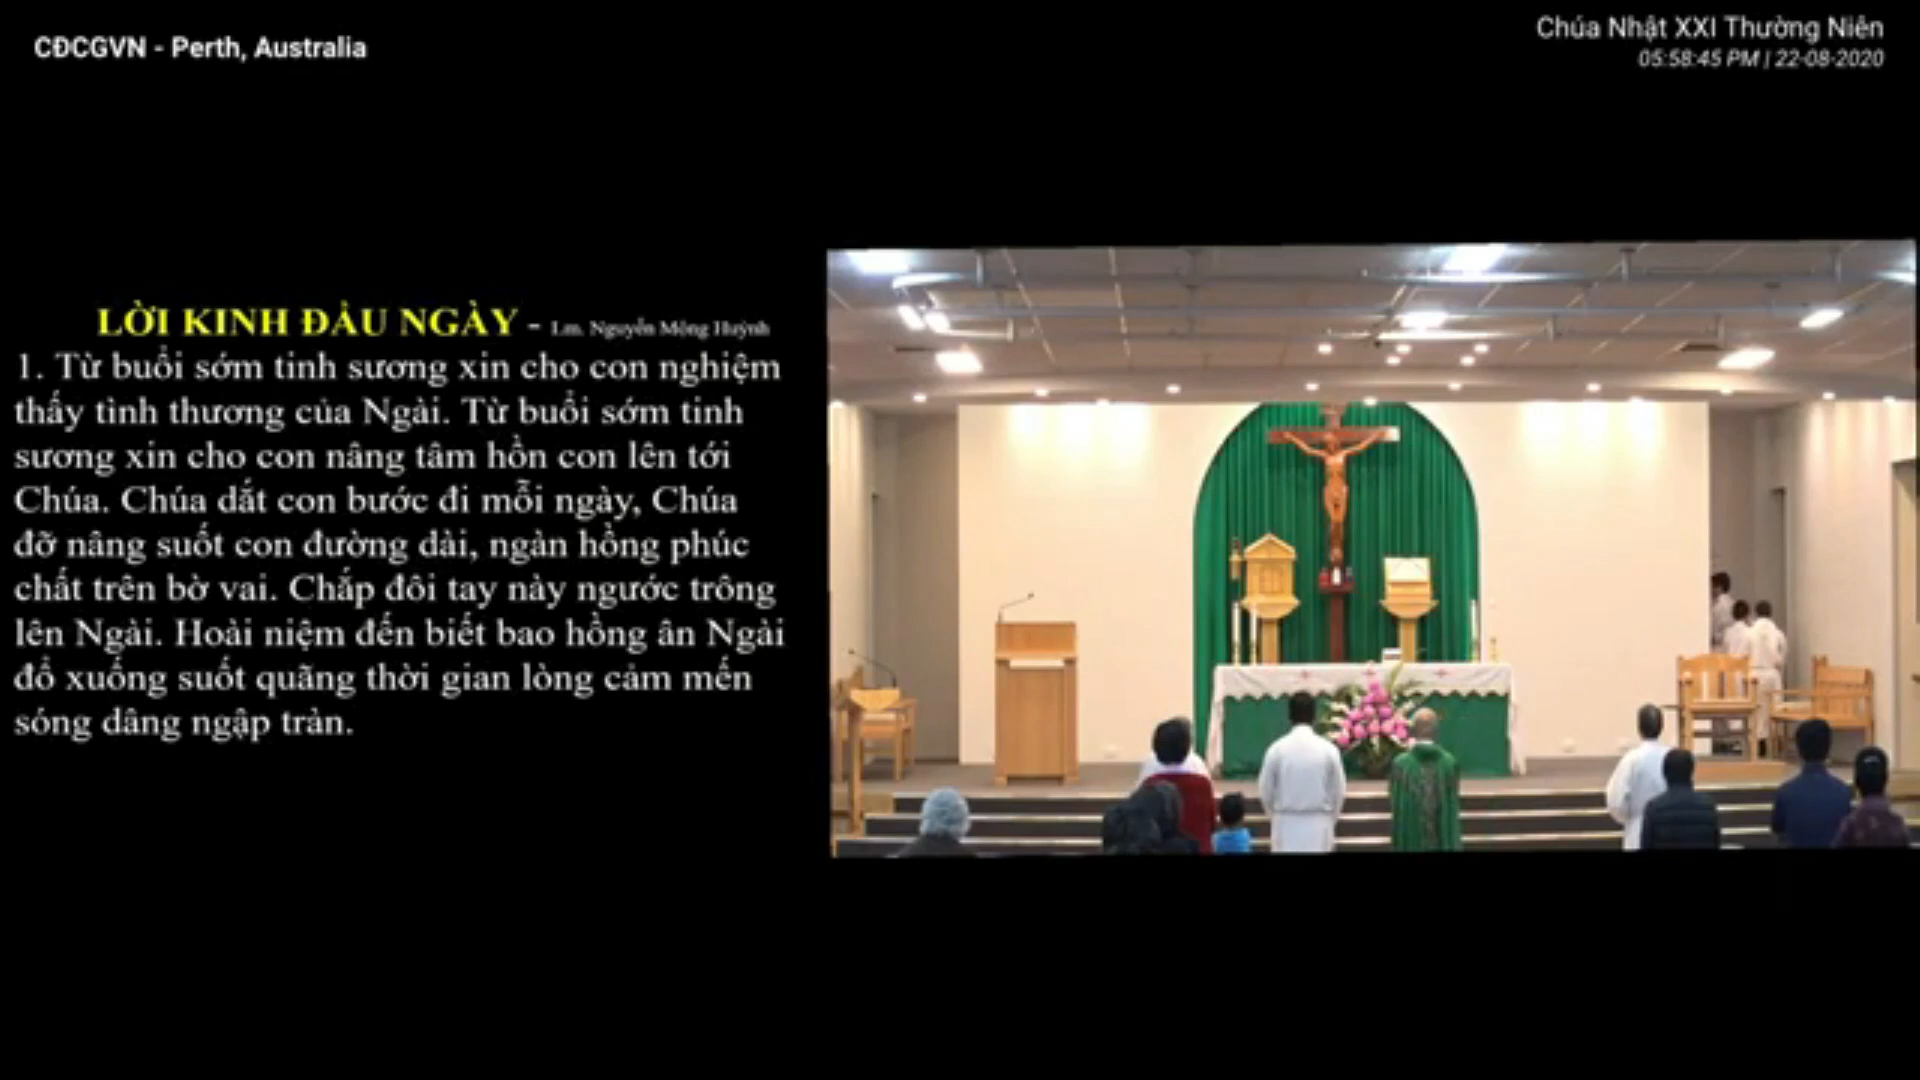 CĐCGVN - Perth, Australia
Chúa Nhật XXI Thường Niên
05:58:45 PM | 22-08-2020
LỜI KINH ĐẦU NGÀY - Lm. Nguyễn Mộng Huỳnh
1. Từ buổi sớm tinh sương xin cho con nghiệm
thấy tình thương của Ngài. Từ buổi sớm tinh
sương xin cho con nâng tâm hồn con lên tới
Chúa. Chúa dắt con bước đi mỗi ngày, Chúa
đỡ nâng suốt con đường dài, ngàn hồng phúc
chất trên bờ vai. Chắp đôi tay này ngước trông
lên Ngài. Hoài niệm đến biết bao hồng ân Ngài
đổ xuống suốt quãng thời gian lòng cảm mến
sóng dâng ngập tràn.